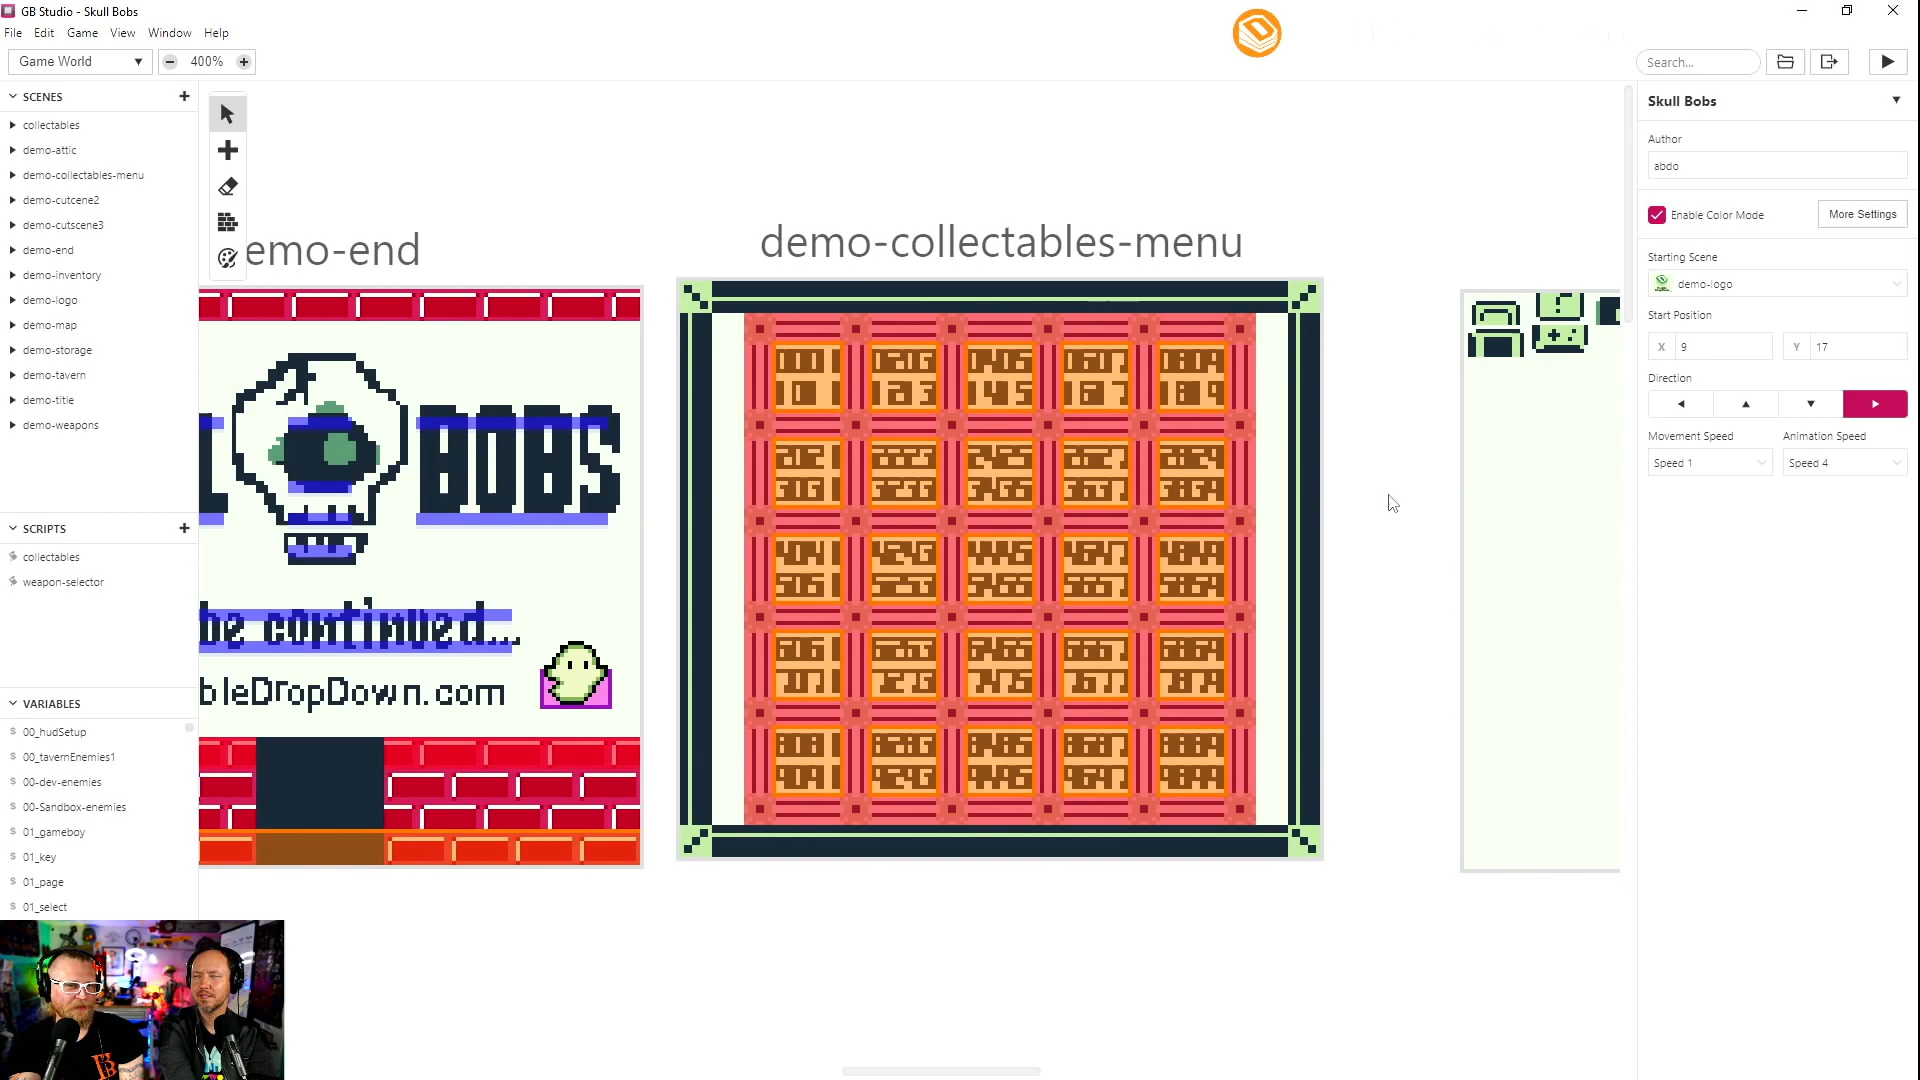 GB Studio - Skull Bobs
File Edit Game View Window Help
Game World
400%
Search...
SCENES
collectables
demo-attic
demo-collectables-menu
demo-cutcene2
demo-cutscene3
demo-end
demo-inventory
demo-logo
demo-map
demo-storage
demo-tavern
demo-title
demo-weapons
SCRIPTS
collectables
weapon-selector
VARIABLES
00_hudSetup
00_tavernEnemies1
00-dev-enemies
00-Sandbox-enemies
01_gameboy
01_key
01_page
01_select
emo-end
BOBS
be continued...
bleDropDown.com
demo-collectables-menu
Skull Bobs
Author
abdo
Enable Color Mode
More Settings
Starting Scene
demo-logo
Start Position
X 9 Y 17
Direction
Movement Speed Animation Speed
Speed 1 Speed 4